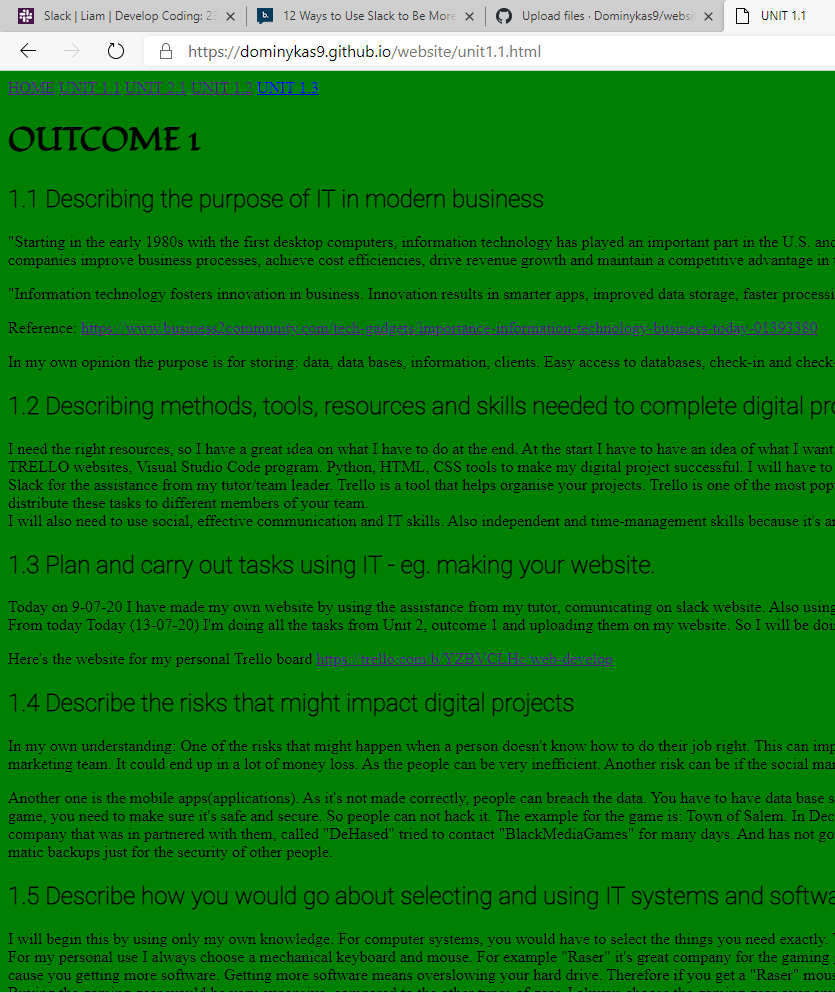 Slack | Liam | Develop Coding: 23
12 Ways to Use Slack to Be More
Upload files · Dominykas9/websi
UNIT 1.1
https://dominykas9.github.io/website/unit1.1.html
HOME UNIT 1.1 UNIT 2.1 UNIT 1.2 UNIT 1.3
OUTCOME 1
1.1 Describing the purpose of IT in modern business
"Starting in the early 1980s with the first desktop computers, information technology has played an important part in the U.S. and
companies improve business processes, achieve cost efficiencies, drive revenue growth and maintain a competitive advantage in
"Information technology fosters innovation in business. Innovation results in smarter apps, improved data storage, faster processi
Reference: https://www.business2community.com/tech-gadgets/importance-information-technology-business-today-01393380
In my own opinion the purpose is for storing: data, data bases, information, clients. Easy access to databases, check-in and check-
1.2 Describing methods, tools, resources and skills needed to complete digital pro
I need the right resources, so I have a great idea on what I have to do at the end. At the start I have to have an idea of what I want
TRELLO websites, Visual Studio Code program. Python, HTML, CSS tools to make my digital project successful. I will have to
Slack for the assistance from my tutor/team leader. Trello is a tool that helps organise your projects. Trello is one of the most pop
distribute these tasks to different members of your team.
I will also need to use social, effective communication and IT skills. Also independent and time-management skills because it's an
1.3 Plan and carry out tasks using IT - eg. making your website.
Today on 9-07-20 I have made my own website by using the assistance from my tutor, comunicating on slack website. Also using
From today Today (13-07-20) I'm doing all the tasks from Unit 2, outcome 1 and uploading them on my website. So I will be doi
Here's the website for my personal Trello board https://trello.com/b/YZBVCLHp/web-develop
1.4 Describe the risks that might impact digital projects
In my own understanding: One of the risks that might happen when a person doesn't know how to do their job right. This can imp
marketing team. It could end up in a lot of money loss. As the people can be very inefficient. Another risk can be if the social mar
Another one is the mobile apps(applications). As it's not made correctly, people can breach the data. You have to have data base s
game, you need to make sure it's safe and secure. So people can not hack it. The example for the game is: Town of Salem. In Dec
company that was in partnered with them, called "DeHased" tried to contact "BlackMediaGames" for many days. And has not go
matic backups just for the security of other people.
1.5 Describe how you would go about selecting and using IT systems and softwa
I will begin this by using only my own knowledge. For computer systems, you would have to select the things you need exactly. T
For my personal use I always choose a mechanical keyboard and mouse. For example "Raser" it's great company for the gaming
cause you getting more software. Getting more software means overslowing your hard drive. Therefore if you get a "Raser" mous